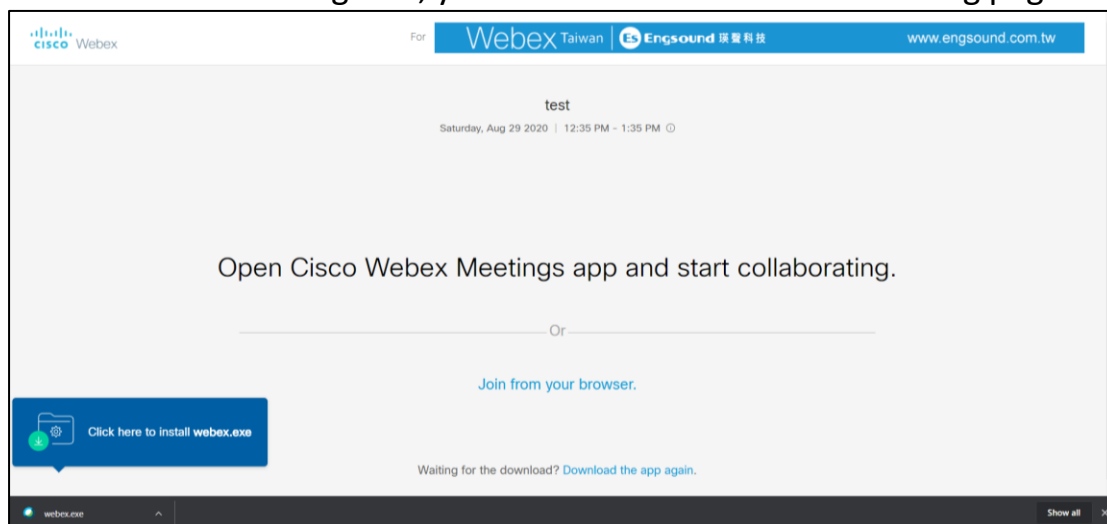 cisco Webex
For
Webex Taiwan | Es Engsound 瑛聲科技 www.engsound.com.tw
test
Saturday, Aug 29 2020 | 12:35 PM - 1:35 PM
Open Cisco Webex Meetings app and start collaborating.
Or
Join from your browser.
Click here to install webex.exe
Waiting for the download? Download the app again.
webex.exe
Show all